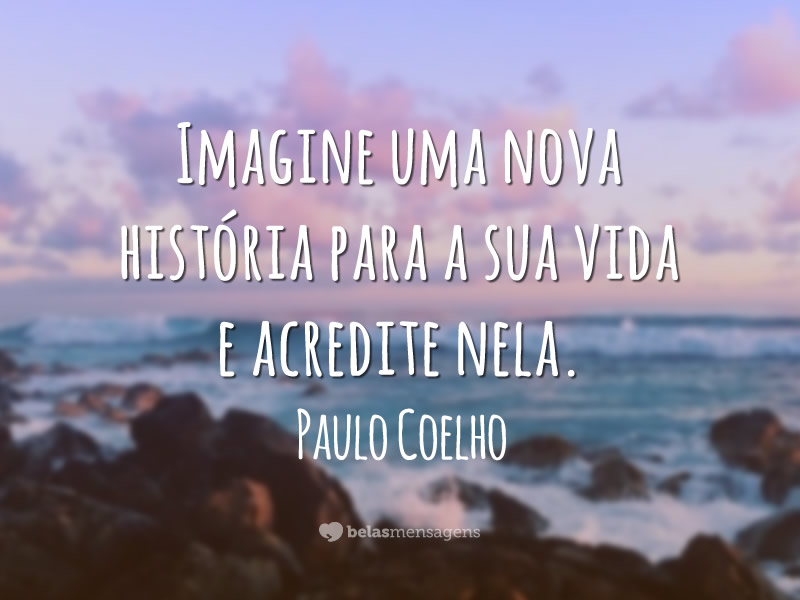 Imagine uma nova
história para a sua vida
e acredite nela.
Paulo Coelho
belasmensagens